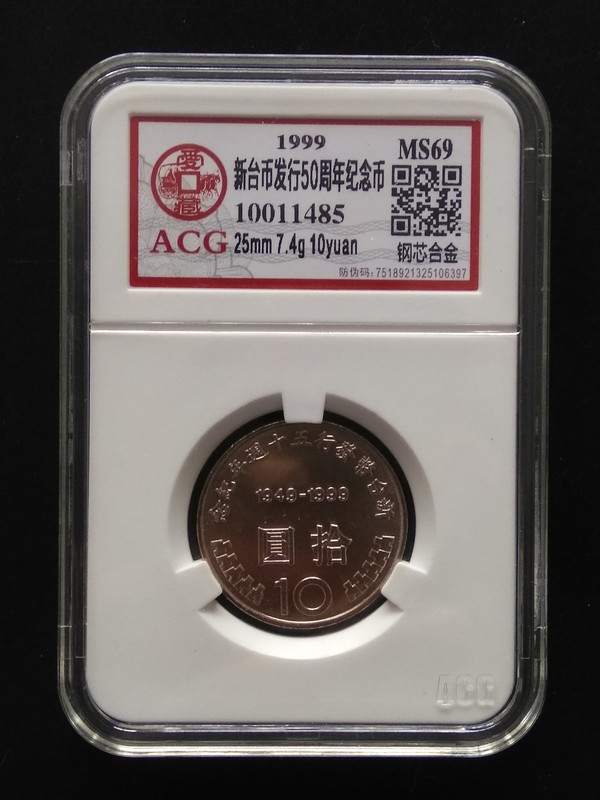 1999
MS69
愛藏
新台币发行50周年纪念币
10011485
ACG
25mm 7.4g 10yuan
钢芯合金
防伪码:7518921325106397
念紀年週十五行發幣台新
1949-1999
圓 拾
10
ACG